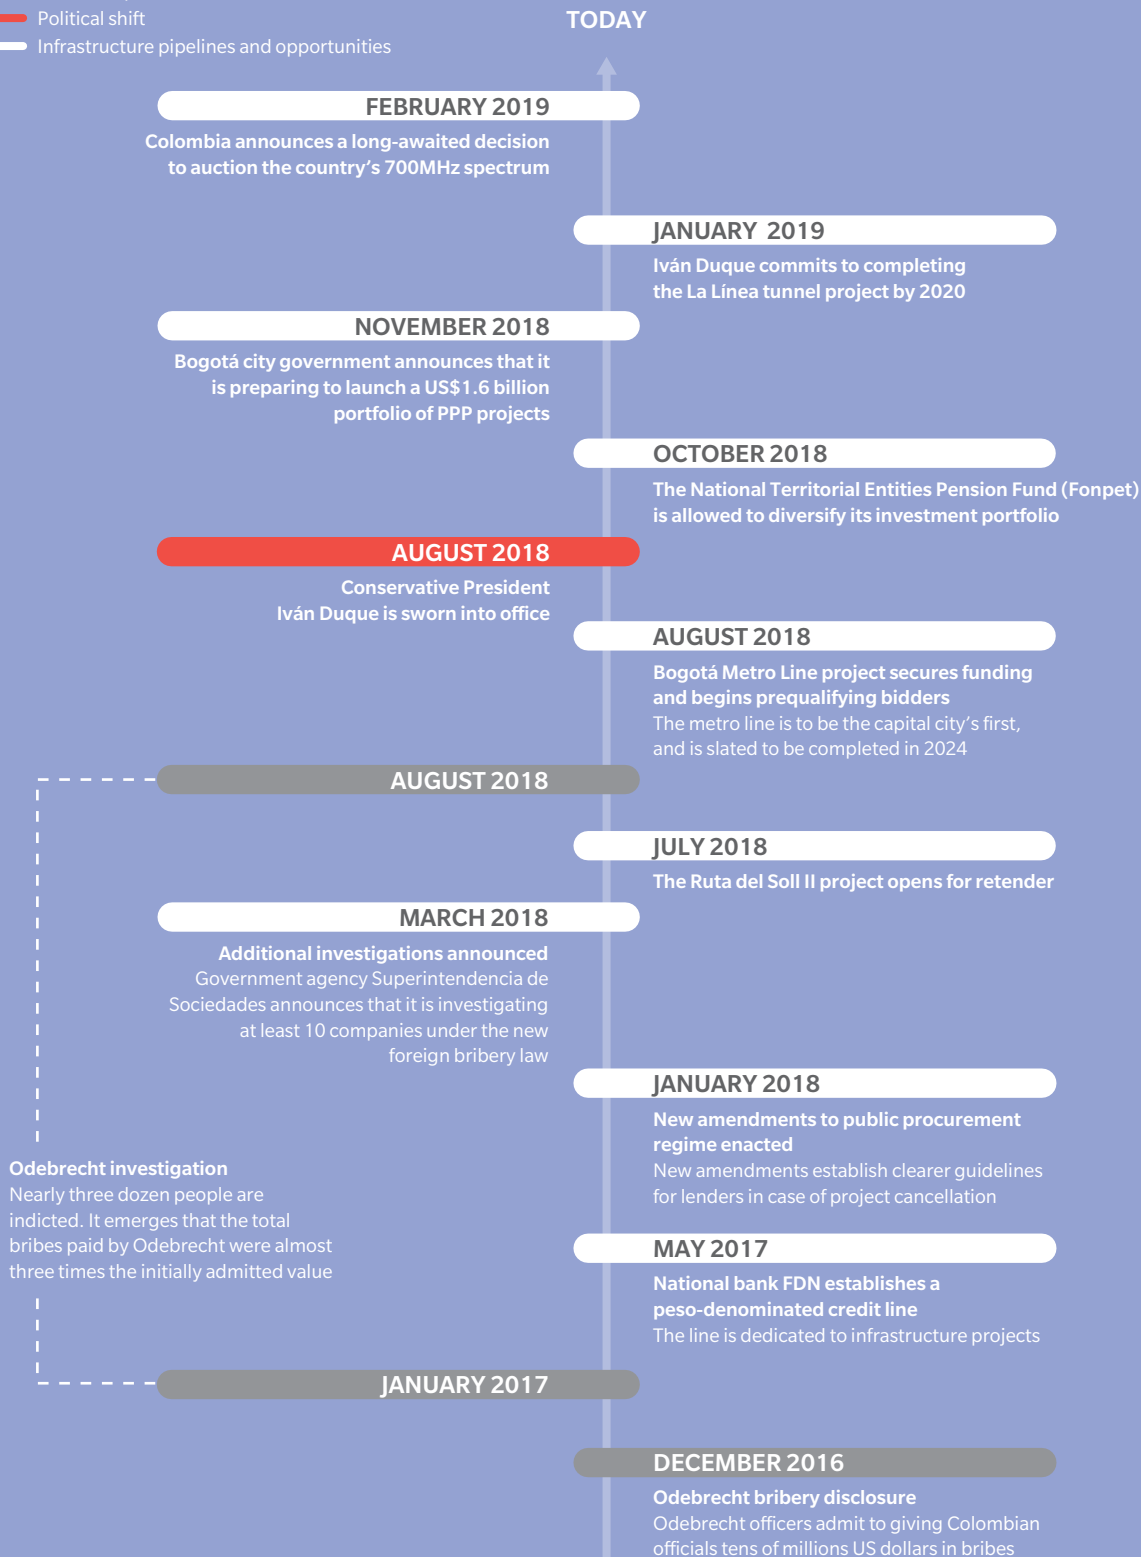 Political shift
Infrastructure pipelines and opportunities
TODAY
FEBRUARY 2019
Colombia announces a long-awaited decision
to auction the country's 700MHz spectrum
JANUARY 2019
Iván Duque commits to completing
the La Línea tunnel project by 2020
NOVEMBER 2018
Bogotá city government announces that it
is preparing to launch a US$1.6 billion
portfolio of PPP projects
OCTOBER 2018
The National Territorial Entities Pension Fund (Fonpet)
is allowed to diversify its investment portfolio
AUGUST 2018
Conservative President
Iván Duque is sworn into office
AUGUST 2018
Bogotá Metro Line project secures funding
and begins prequalifying bidders
The metro line is to be the capital city's first,
and is slated to be completed in 2024
AUGUST 2018
JULY 2018
The Ruta del Soll II project opens for retender
MARCH 2018
Additional investigations announced
Government agency Superintendencia de
Sociedades announces that it is investigating
at least 10 companies under the new
foreign bribery law
JANUARY 2018
New amendments to public procurement
regime enacted
New amendments establish clearer guidelines
for lenders in case of project cancellation
Odebrecht investigation
Nearly three dozen people are
indicted. It emerges that the total
bribes paid by Odebrecht were almost
three times the initially admitted value
MAY 2017
National bank FDN establishes a
peso-denominated credit line
The line is dedicated to infrastructure projects
JANUARY 2017
DECEMBER 2016
Odebrecht bribery disclosure
Odebrecht officers admit to giving Colombian
officials tens of millions US dollars in bribes